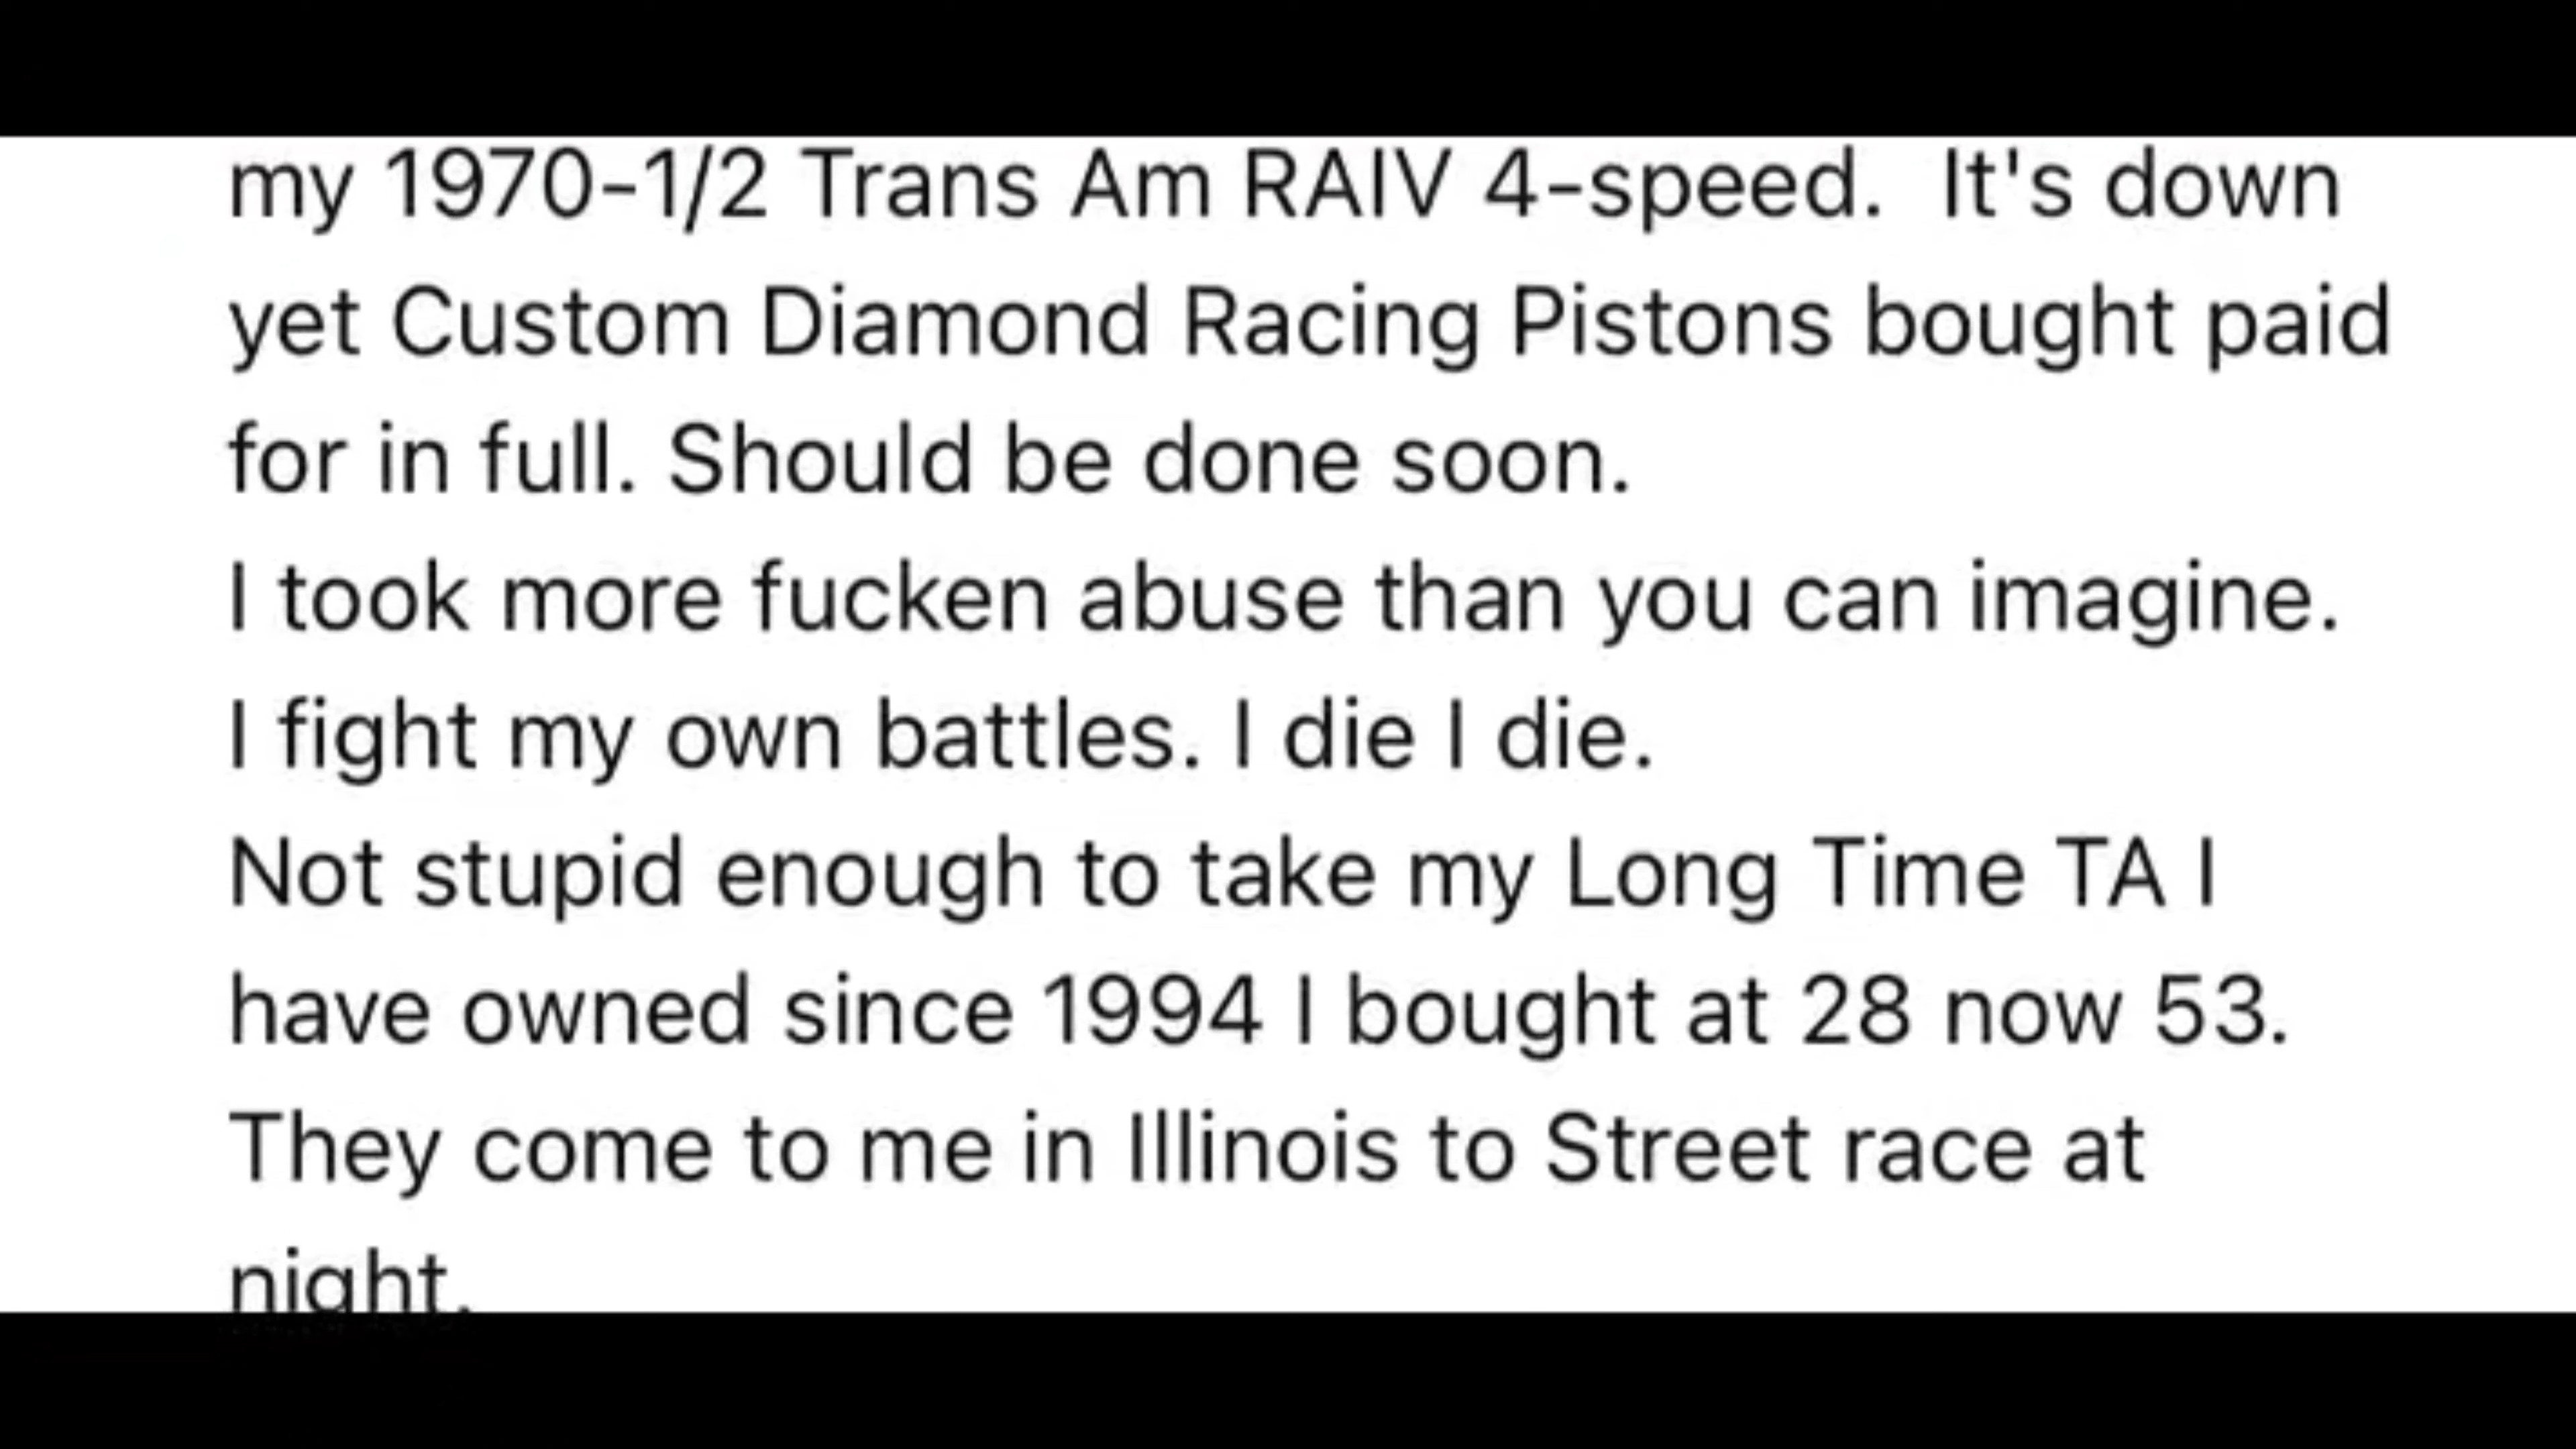 my 1970-1/2 Trans Am RAIV 4-speed.  It's down
yet Custom Diamond Racing Pistons bought paid
for in full. Should be done soon.
I took more fucken abuse than you can imagine.
I fight my own battles. I die I die.
Not stupid enough to take my Long Time TA I
have owned since 1994 I bought at 28 now 53.
They come to me in Illinois to Street race at
night.